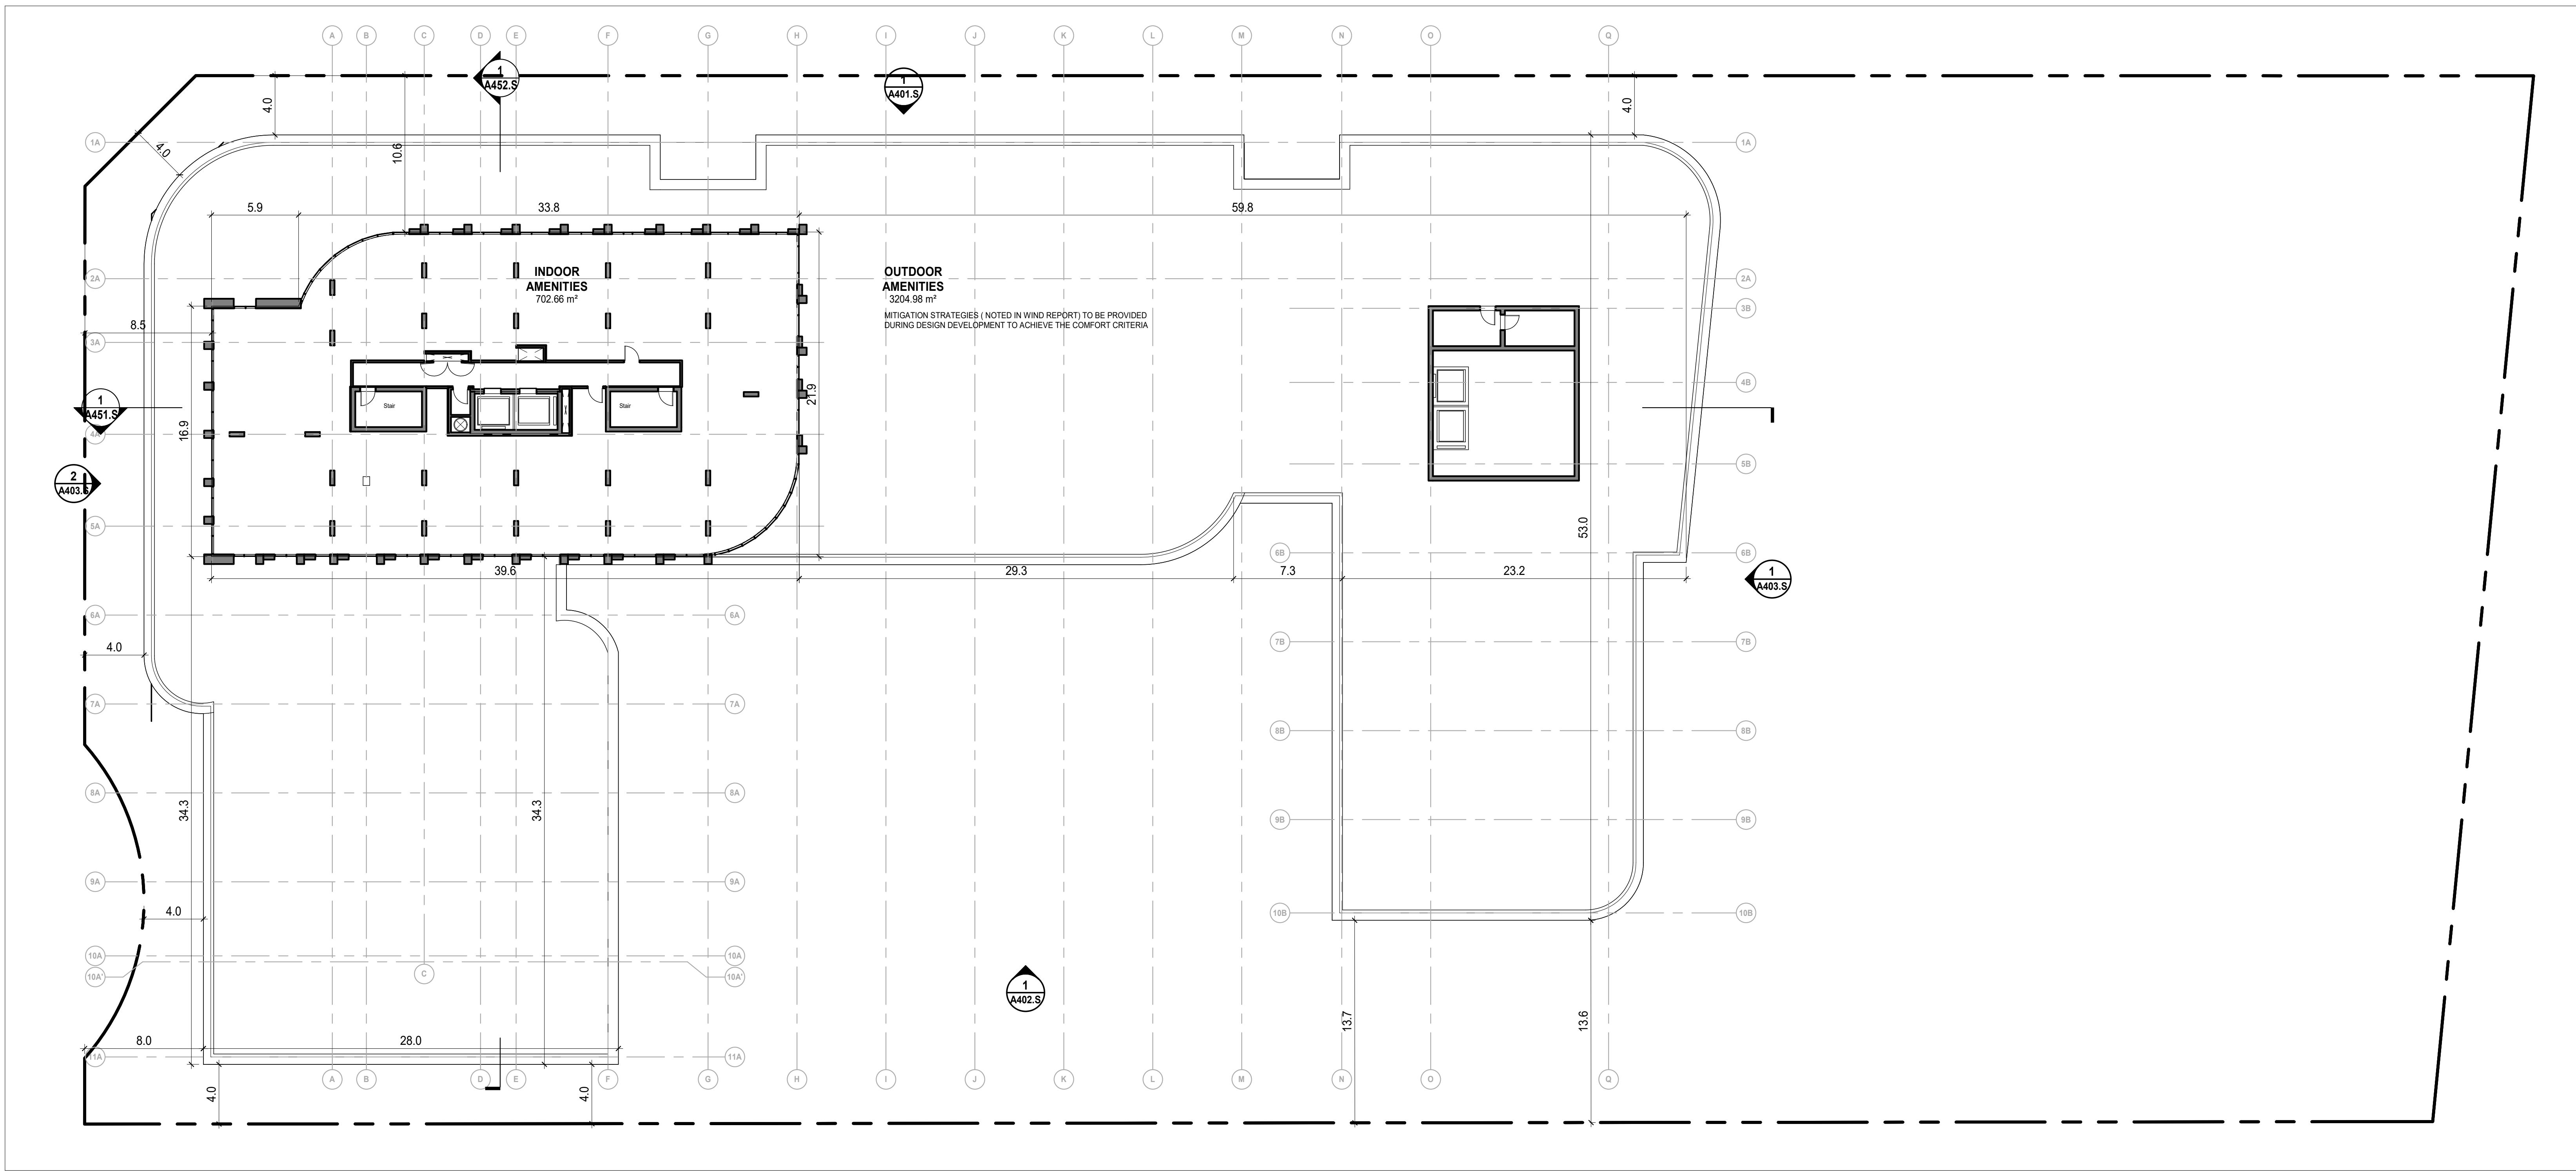 A B C D E F G H I J K L M N O Q
1
A452.S
1
A401.S
4.0
4.0
4.0
10.6
1A
1A
5.9
33.8
59.8
INDOOR
AMENITIES
702.66 m²
OUTDOOR
AMENITIES
3204.98 m²
MITIGATION STRATEGIES ( NOTED IN WIND REPORT) TO BE PROVIDED
DURING DESIGN DEVELOPMENT TO ACHIEVE THE COMFORT CRITERIA
2A
2A
3B
8.5
3A
4B
21.9
1
A451.S
Stair
Stair
16.9
4A
5B
2
A403.S
5A
53.0
6B
6B
39.6
29.3
7.3
23.2
1
A403.S
6A
6A
7B
7B
4.0
7A
7A
8B
8B
8A
8A
34.3
34.3
9B
9B
9A
9A
4.0
10B
10B
10A
10A
10A'
10A'
C
1
A402.S
13.7
13.6
8.0
28.0
11A
11A
A B D E F G H I J K L M N O Q
4.0
4.0